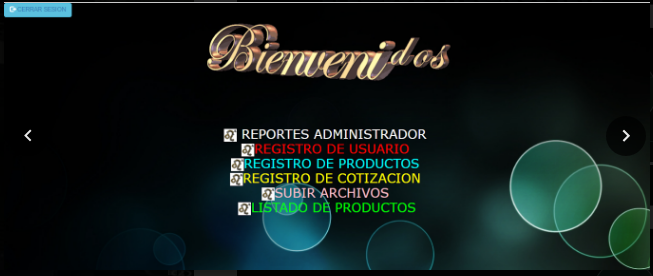 CERRAR SESION
Bienvenidos
REPORTES ADMINISTRADOR
REGISTRO DE USUARIO
REGISTRO DE PRODUCTOS
REGISTRO DE COTIZACION
SUBIR ARCHIVOS
LISTADO DE PRODUCTOS